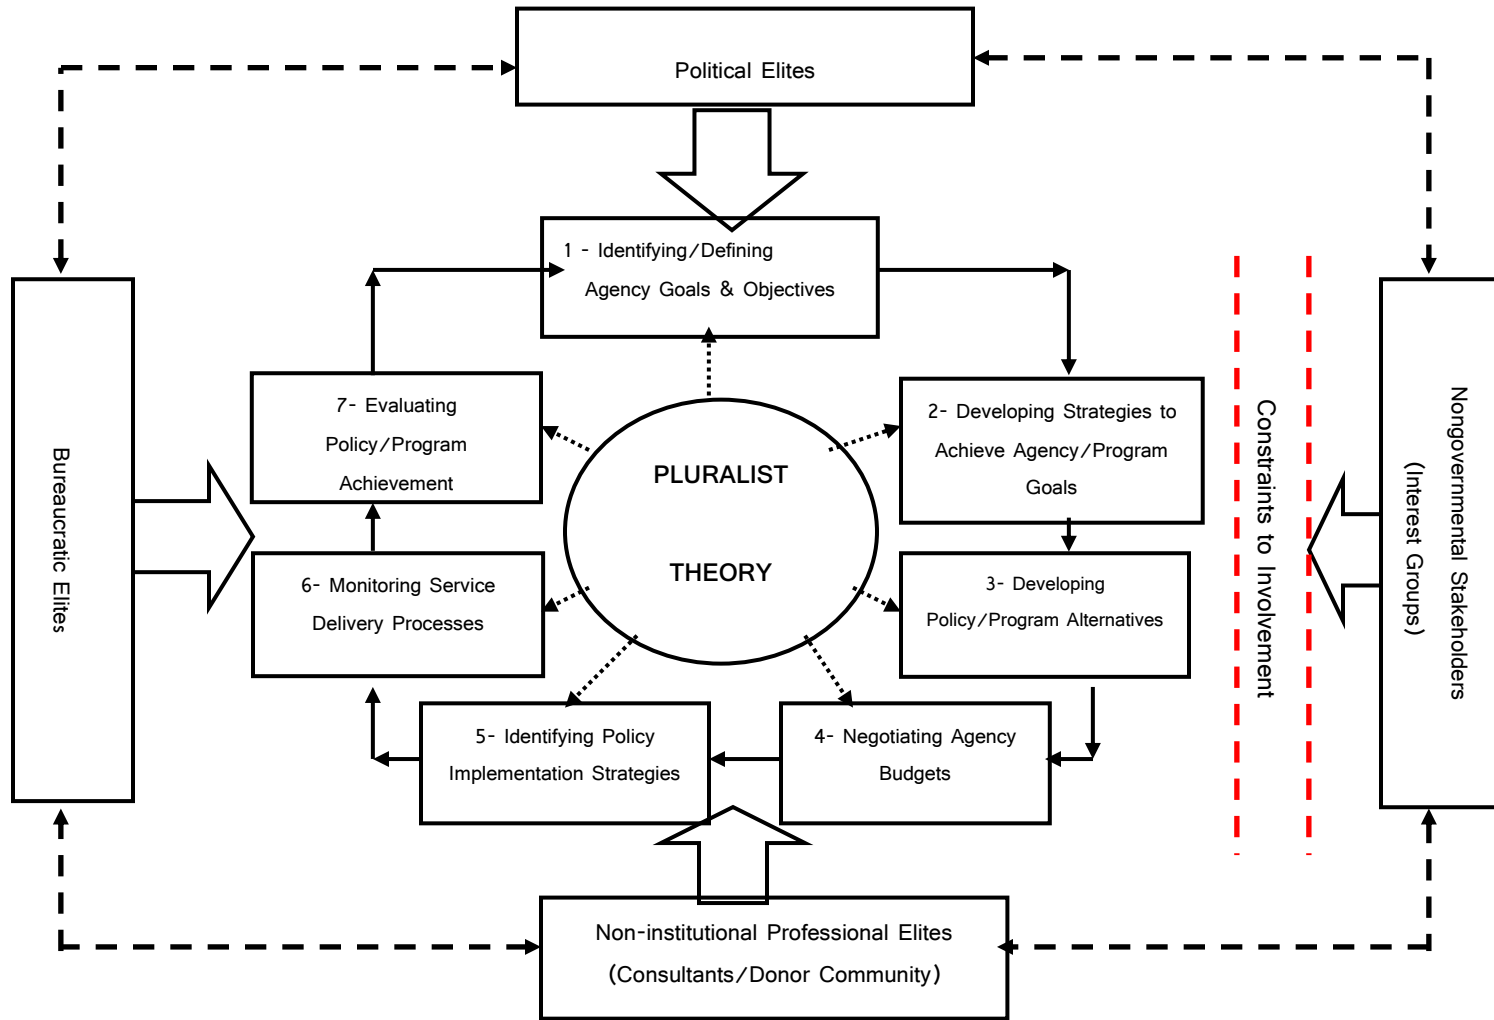 Political Elites
1 - Identifying/Defining
Agency Goals & Objectives
7- Evaluating
Policy/Program
Achievement
2- Developing Strategies to
Achieve Agency/Program
Goals
PLURALIST
THEORY
6- Monitoring Service
Delivery Processes
3- Developing
Policy/Program Alternatives
5- Identifying Policy
Implementation Strategies
4- Negotiating Agency
Budgets
Bureaucratic Elites
Constraints to Involvement
Nongovernmental Stakeholders
(Interest Groups)
Non-institutional Professional Elites
(Consultants/Donor Community)